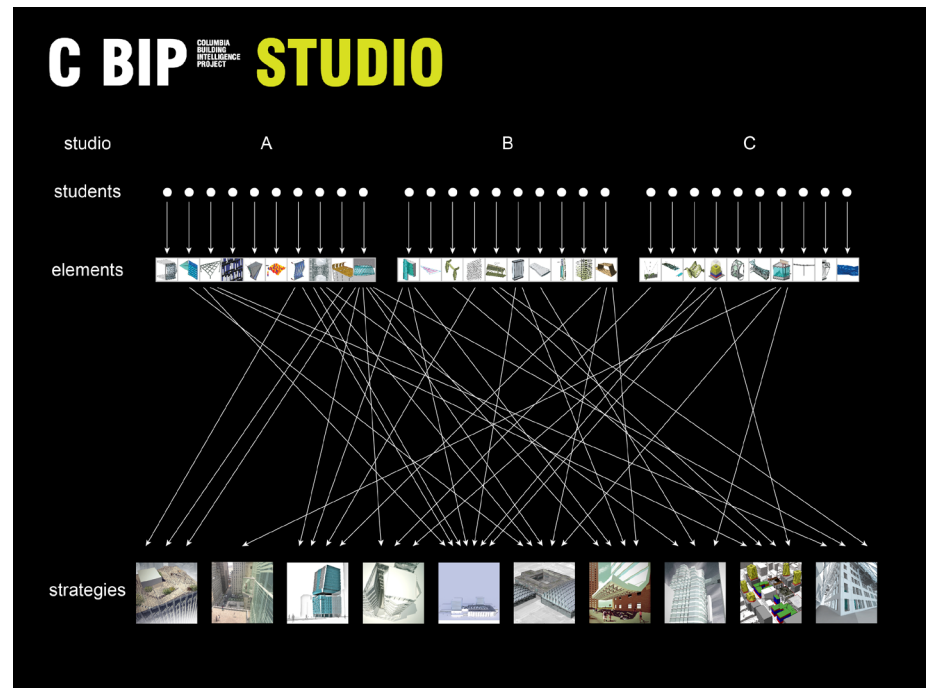 C BIP COLUMBIA BUILDING INTELLIGENCE PROJECT STUDIO
studio A B C
students
elements
strategies